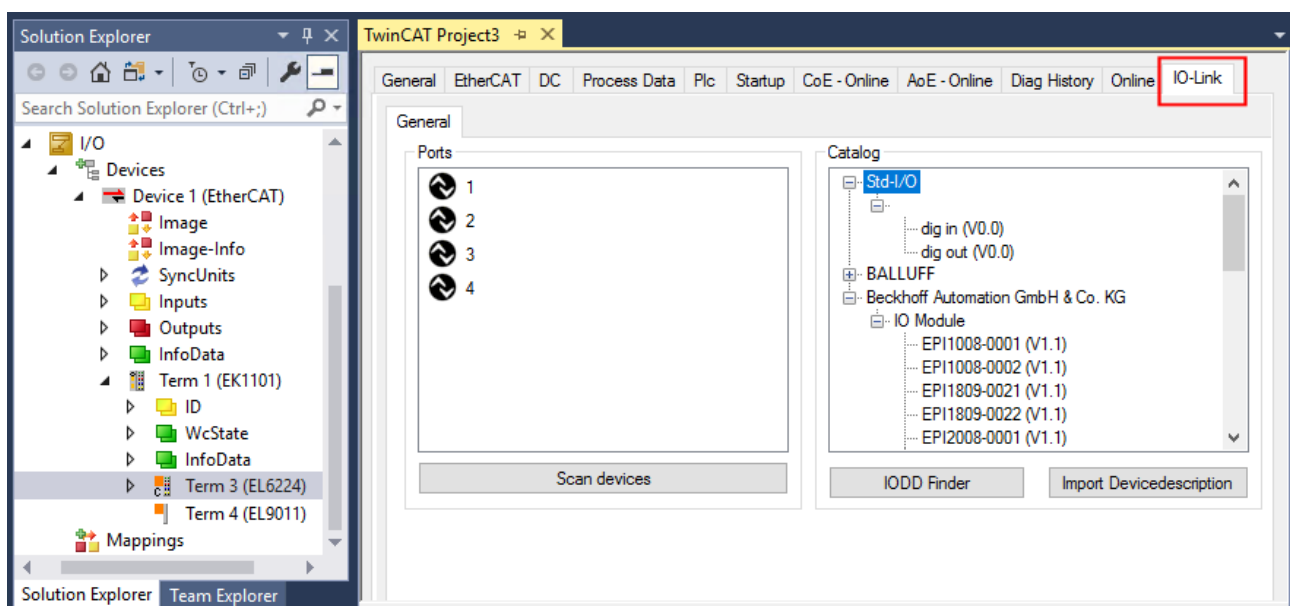 Solution Explorer
Search Solution Explorer (Ctrl+;)
I/O
Devices
Device 1 (EtherCAT)
Image
Image-Info
SyncUnits
Inputs
Outputs
InfoData
Term 1 (EK1101)
ID
WcState
InfoData
Term 3 (EL6224)
Term 4 (EL9011)
Mappings
Solution Explorer Team Explorer
TwinCAT Project3
General EtherCAT DC Process Data Plc Startup CoE - Online AoE - Online Diag History Online IO-Link
General
Ports
1
2
3
4
Scan devices
Catalog
Std-I/O
dig in (V0.0)
dig out (V0.0)
BALLUFF
Beckhoff Automation GmbH & Co. KG
IO Module
EPI1008-0001 (V1.1)
EPI1008-0002 (V1.1)
EPI1809-0021 (V1.1)
EPI1809-0022 (V1.1)
EPI2008-0001 (V1.1)
IODD Finder Import Devicedescription